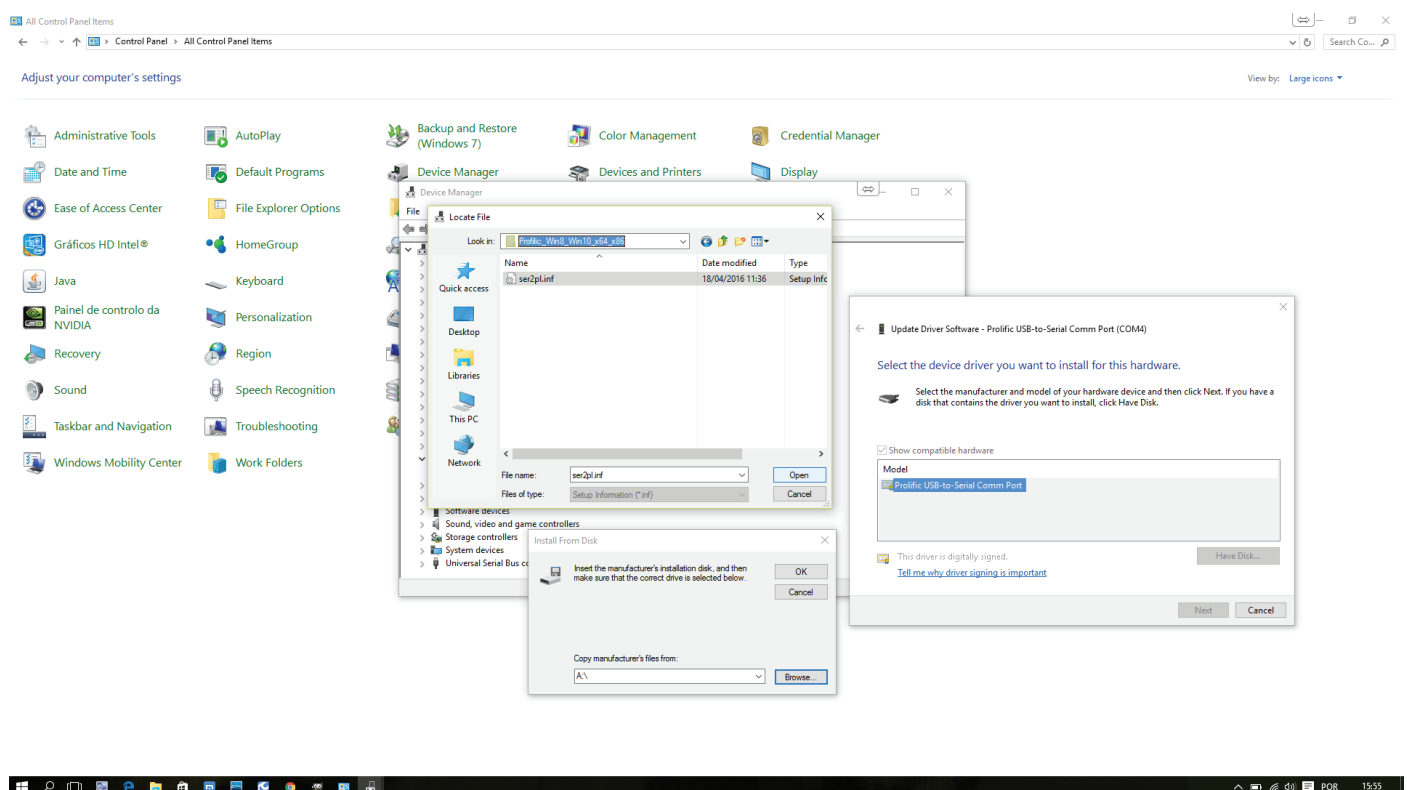 All Control Panel Items
Control Panel > All Control Panel Items
Search Co...
Adjust your computer's settings
View by: Large icons
Administrative Tools
AutoPlay
Backup and Restore
(Windows 7)
Color Management
Credential Manager
Date and Time
Default Programs
Device Manager
Devices and Printers
Display
Ease of Access Center
File Explorer Options
Gráficos HD Intel®
HomeGroup
Java
Keyboard
Painel de controlo da
NVIDIA
Personalization
Recovery
Region
Sound
Speech Recognition
Taskbar and Navigation
Troubleshooting
Windows Mobility Center
Work Folders
Device Manager
File
Locate File
Look in:
Profilic_Win8_Win10_x64_x86
Name
Date modified
Type
ser2pl.inf
18/04/2016 11:36
Setup Info
Quick access
Desktop
Libraries
This PC
Network
File name:
ser2pl.inf
Open
Files of type:
Setup Information (*.inf)
Cancel
Software devices
Sound, video and game controllers
Storage controllers
System devices
Universal Serial Bus co
Install From Disk
Insert the manufacturer's installation disk, and then
make sure that the correct drive is selected below.
OK
Cancel
Copy manufacturer's files from:
A:\
Browse...
Update Driver Software - Prolific USB-to-Serial Comm Port (COM4)
Select the device driver you want to install for this hardware.
Select the manufacturer and model of your hardware device and then click Next. If you have a
disk that contains the driver you want to install, click Have Disk.
Show compatible hardware
Model
Prolific USB-to-Serial Comm Port
This driver is digitally signed.
Have Disk...
Tell me why driver signing is important
Next
Cancel
POR
15:55